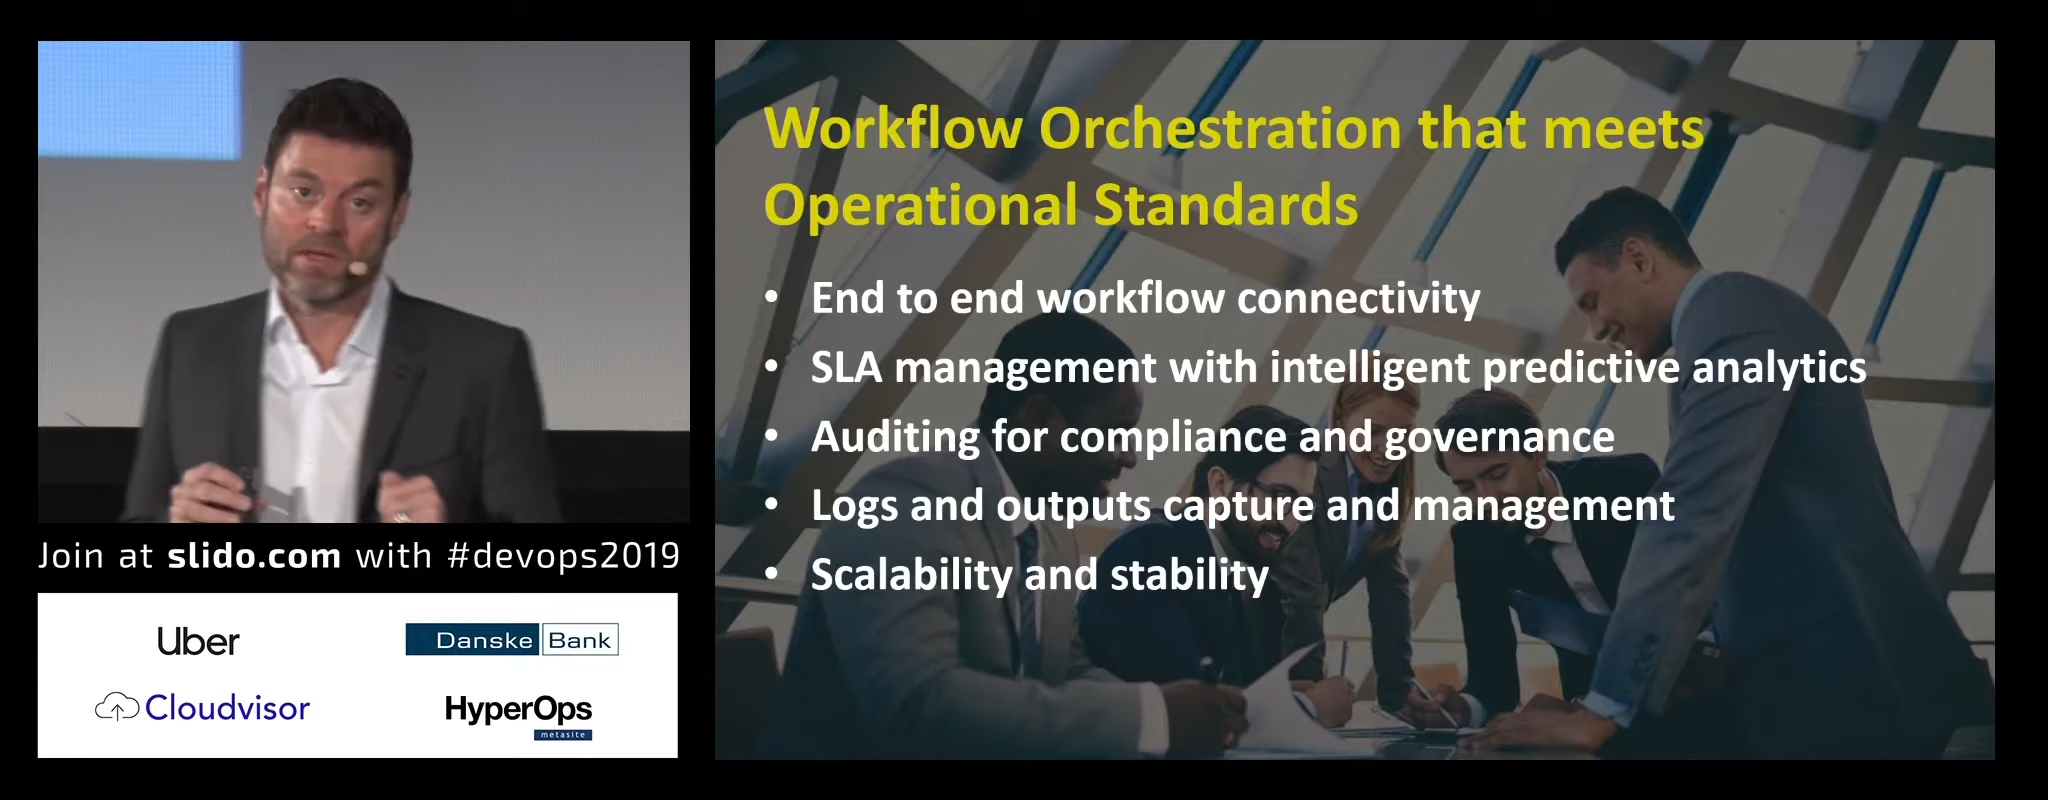 Workflow Orchestration that meets
Operational Standards
• End to end workflow connectivity
• SLA management with intelligent predictive analytics
• Auditing for compliance and governance
• Logs and outputs capture and management
• Scalability and stability
Join at slido.com with #devops2019
Uber
Danske Bank
Cloudvisor
HyperOps
metasite